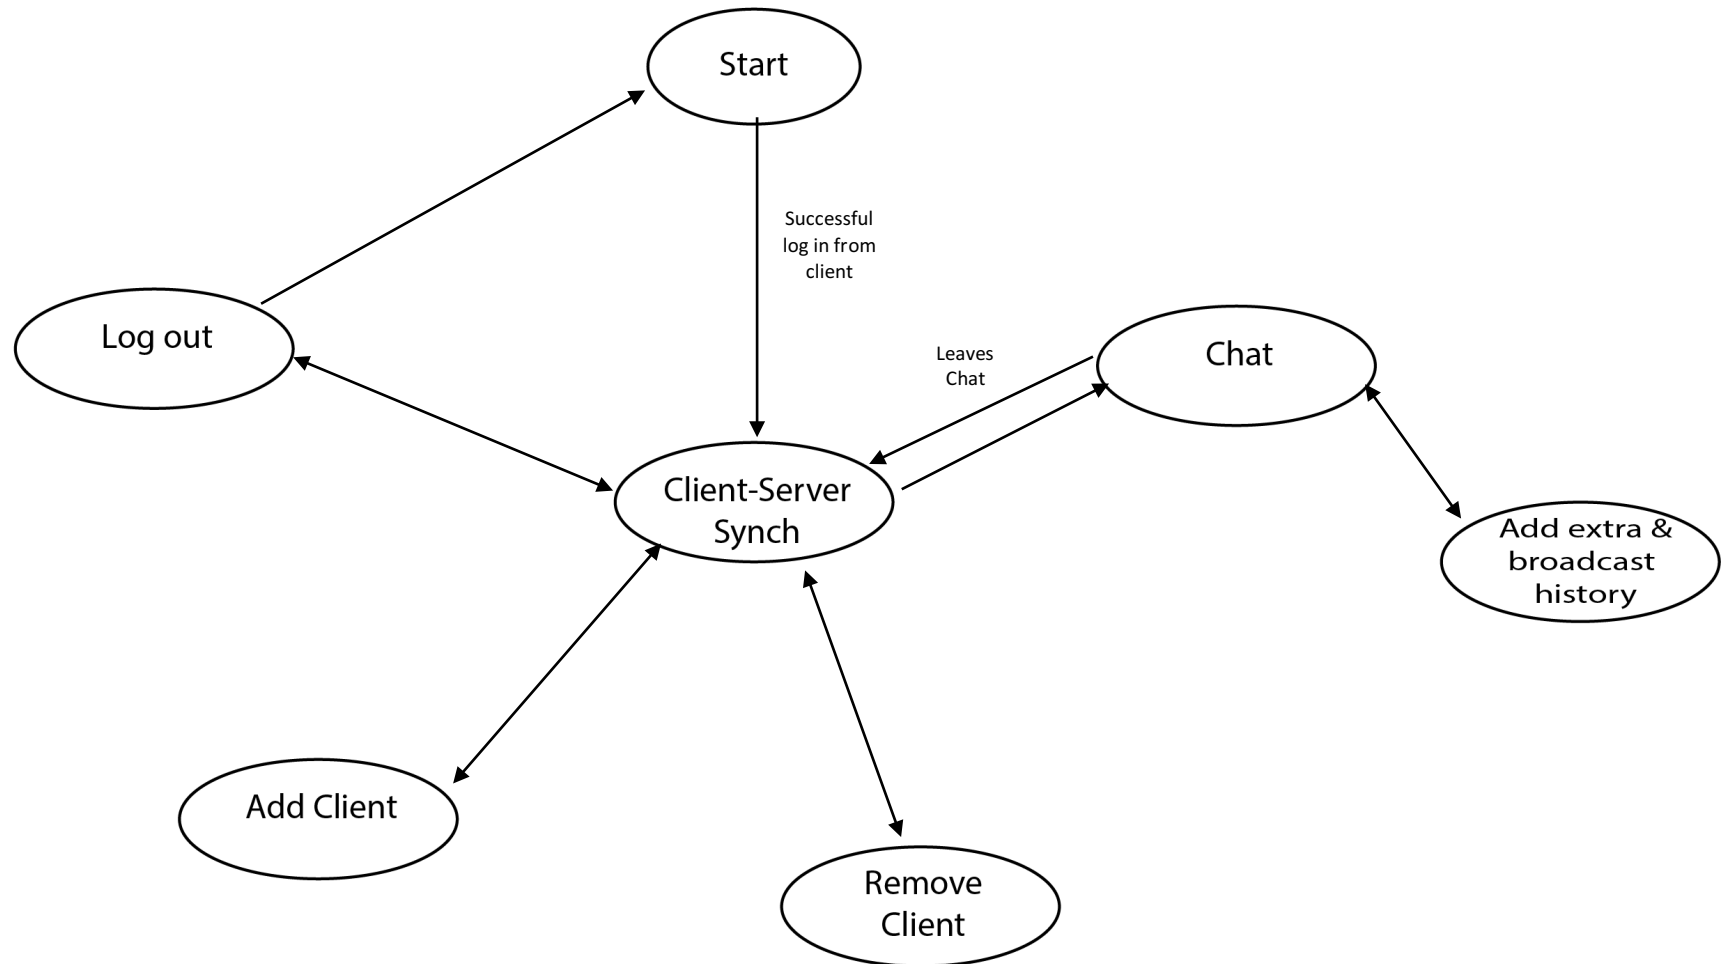 Start
Successful
log in from
client
Log out
Leaves
Chat
Chat
Client-Server
Synch
Add extra &
broadcast
history
Add Client
Remove
Client